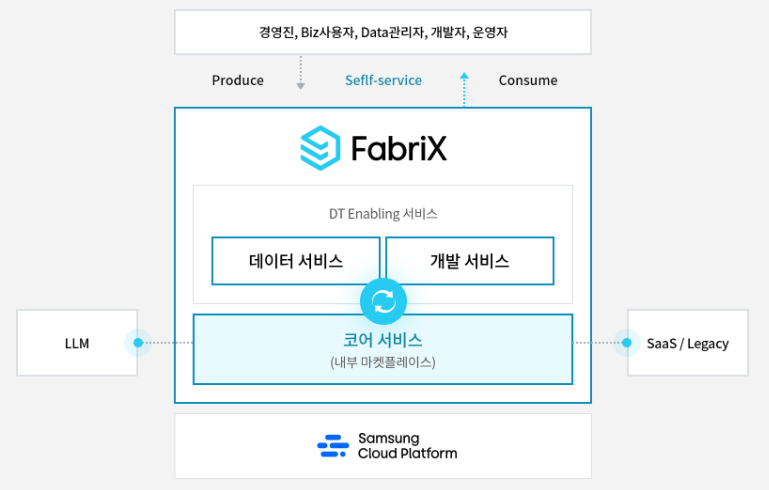 경영진, Biz사용자, Data관리자, 개발자, 운영자
Produce
Seflf-service
Consume
FabriX
DT Enabling 서비스
데이터 서비스
개발 서비스
LLM
코어 서비스
(내부 마켓플레이스)
SaaS / Legacy
Samsung
Cloud Platform